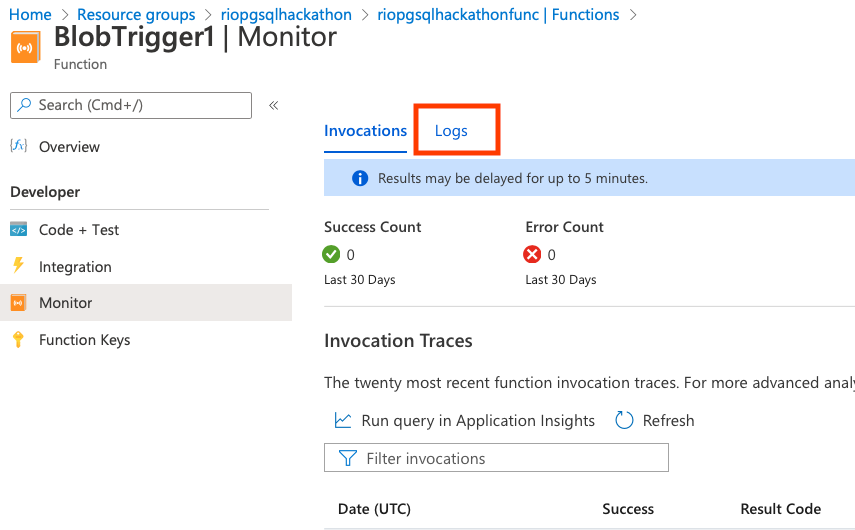 Home > Resource groups > riopgsqlhackathon > riopgsqlhackathonfunc | Functions >
BlobTrigger1 | Monitor
Function
Search (Cmd+/)
«
Overview
Developer
Code + Test
Integration
Monitor
Function Keys
Invocations Logs
Results may be delayed for up to 5 minutes.
Success Count Error Count
0 0
Last 30 Days Last 30 Days
Invocation Traces
The twenty most recent function invocation traces. For more advanced
Run query in Application Insights Refresh
Filter invocations
Date (UTC) Success Result Code